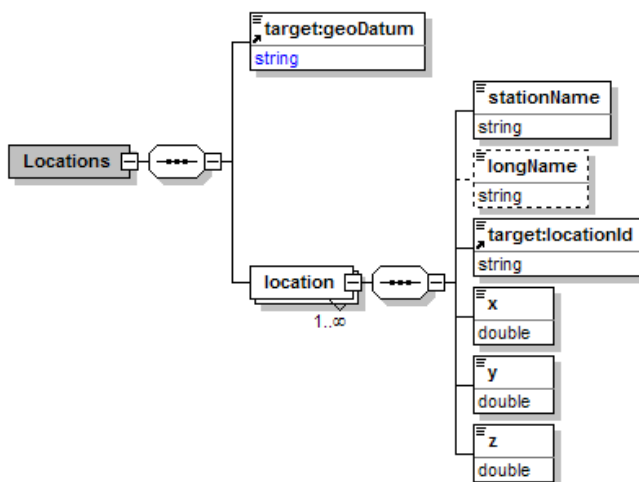 target:geoDatum
string
Locations
location
1..∞
stationName
string
longName
string
target:locationId
string
x
double
y
double
z
double